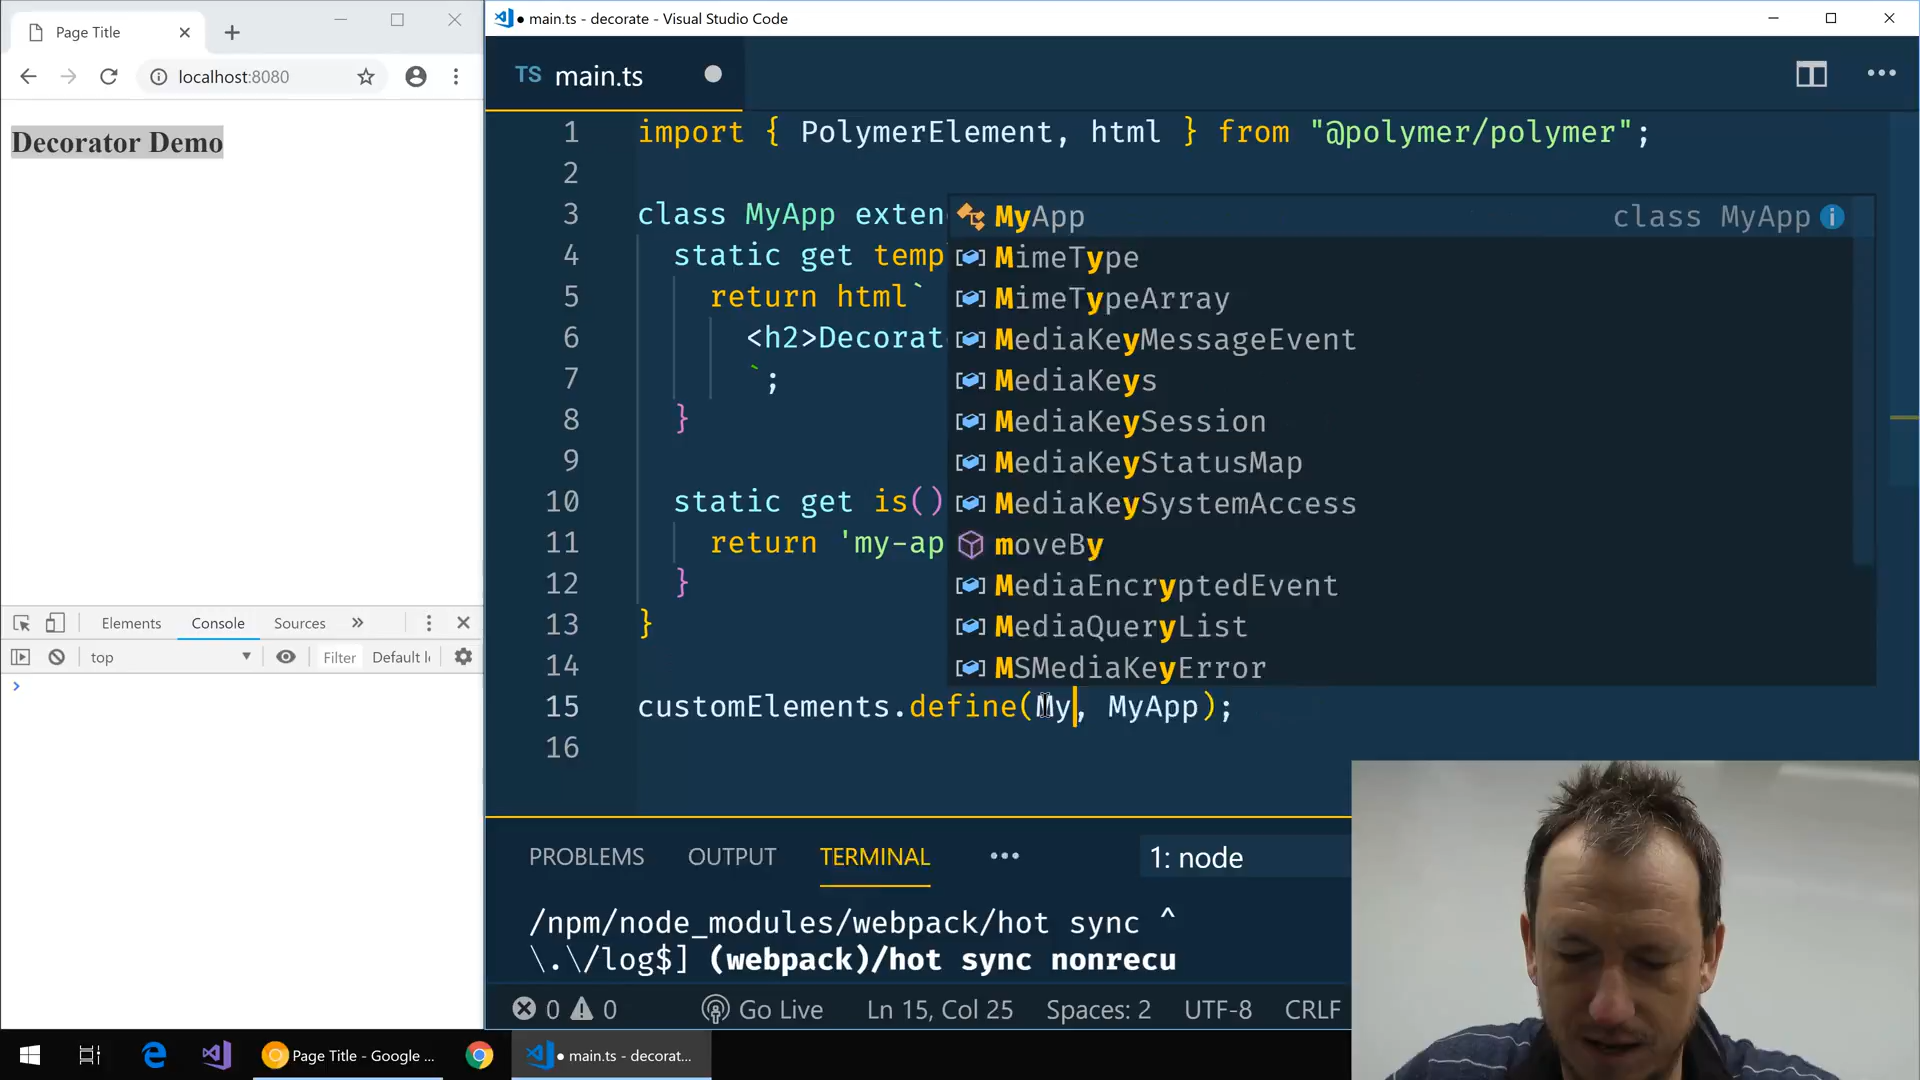 Page Title
localhost:8080
Decorator Demo
Elements
Console
Sources
»
top
Filter
Default l
● main.ts - decorate - Visual Studio Code
TS main.ts
1 import { PolymerElement, html } from "@polymer/polymer";
2
3 class MyApp exten
4 static get temp
5 return html`
6 <h2>Decorat
7 `;
8 }
9
10 static get is()
11 return 'my-ap
12 }
13 }
14
15 customElements.define(My, MyApp);
16
MyApp class MyApp
MimeType
MimeTypeArray
MediaKeyMessageEvent
MediaKeys
MediaKeySession
MediaKeyStatusMap
MediaKeySystemAccess
moveBy
MediaEncryptedEvent
MediaQueryList
MSMediaKeyError
PROBLEMS OUTPUT TERMINAL ••• 1: node
/npm/node_modules/webpack/hot sync ^
\.\/log$] (webpack)/hot sync nonrecu
0 0 Go Live Ln 15, Col 25 Spaces: 2 UTF-8 CRLF
Page Title - Google ...
● main.ts - decorat...